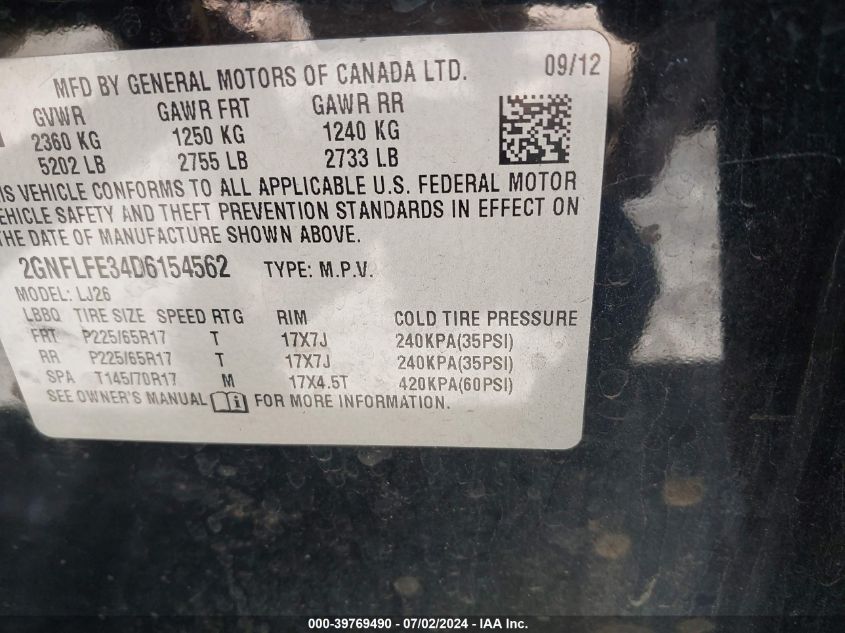 MFD BY GENERAL MOTORS OF CANADA LTD. 09/12
GVWR GAWR FRT GAWR RR
2360 KG 1250 KG 1240 KG
5202 LB 2755 LB 2733 LB
IS VEHICLE CONFORMS TO ALL APPLICABLE U.S. FEDERAL MOTOR
EHICLE SAFETY AND THEFT PREVENTION STANDARDS IN EFFECT ON
THE DATE OF MANUFACTURE SHOWN ABOVE.
2GNFLFE34D6154562 TYPE: M.P.V.
MODEL: LJ26
LBBQ TIRE SIZE SPEED RTG RIM COLD TIRE PRESSURE
FRT P225/65R17 T 17X7J 240KPA(35PSI)
RR P225/65R17 T 17X7J 240KPA(35PSI)
SPA T145/70R17 M 17X4.5T 420KPA(60PSI)
SEE OWNER'S MANUAL FOR MORE INFORMATION.
000-39769490 - 07/02/2024 - IAA Inc.